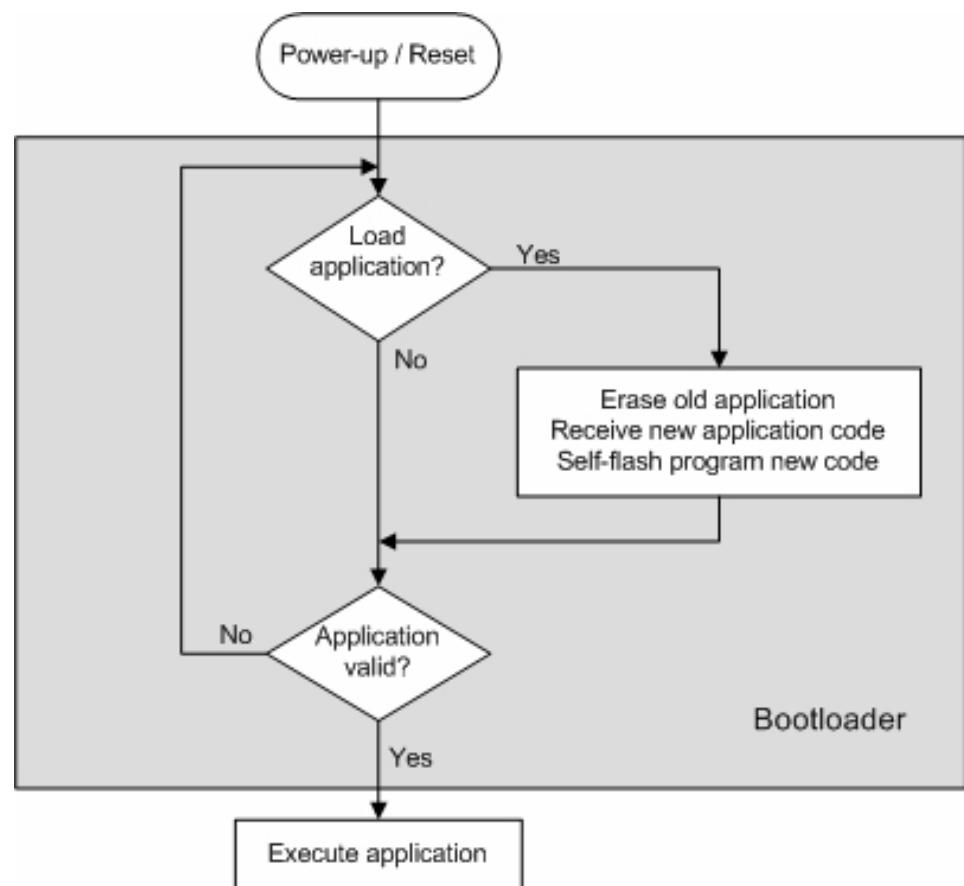 Power-up / Reset
Load
application?
Yes
No
Erase old application
Receive new application code
Self-flash program new code
No
Application
valid?
Bootloader
Yes
Execute application